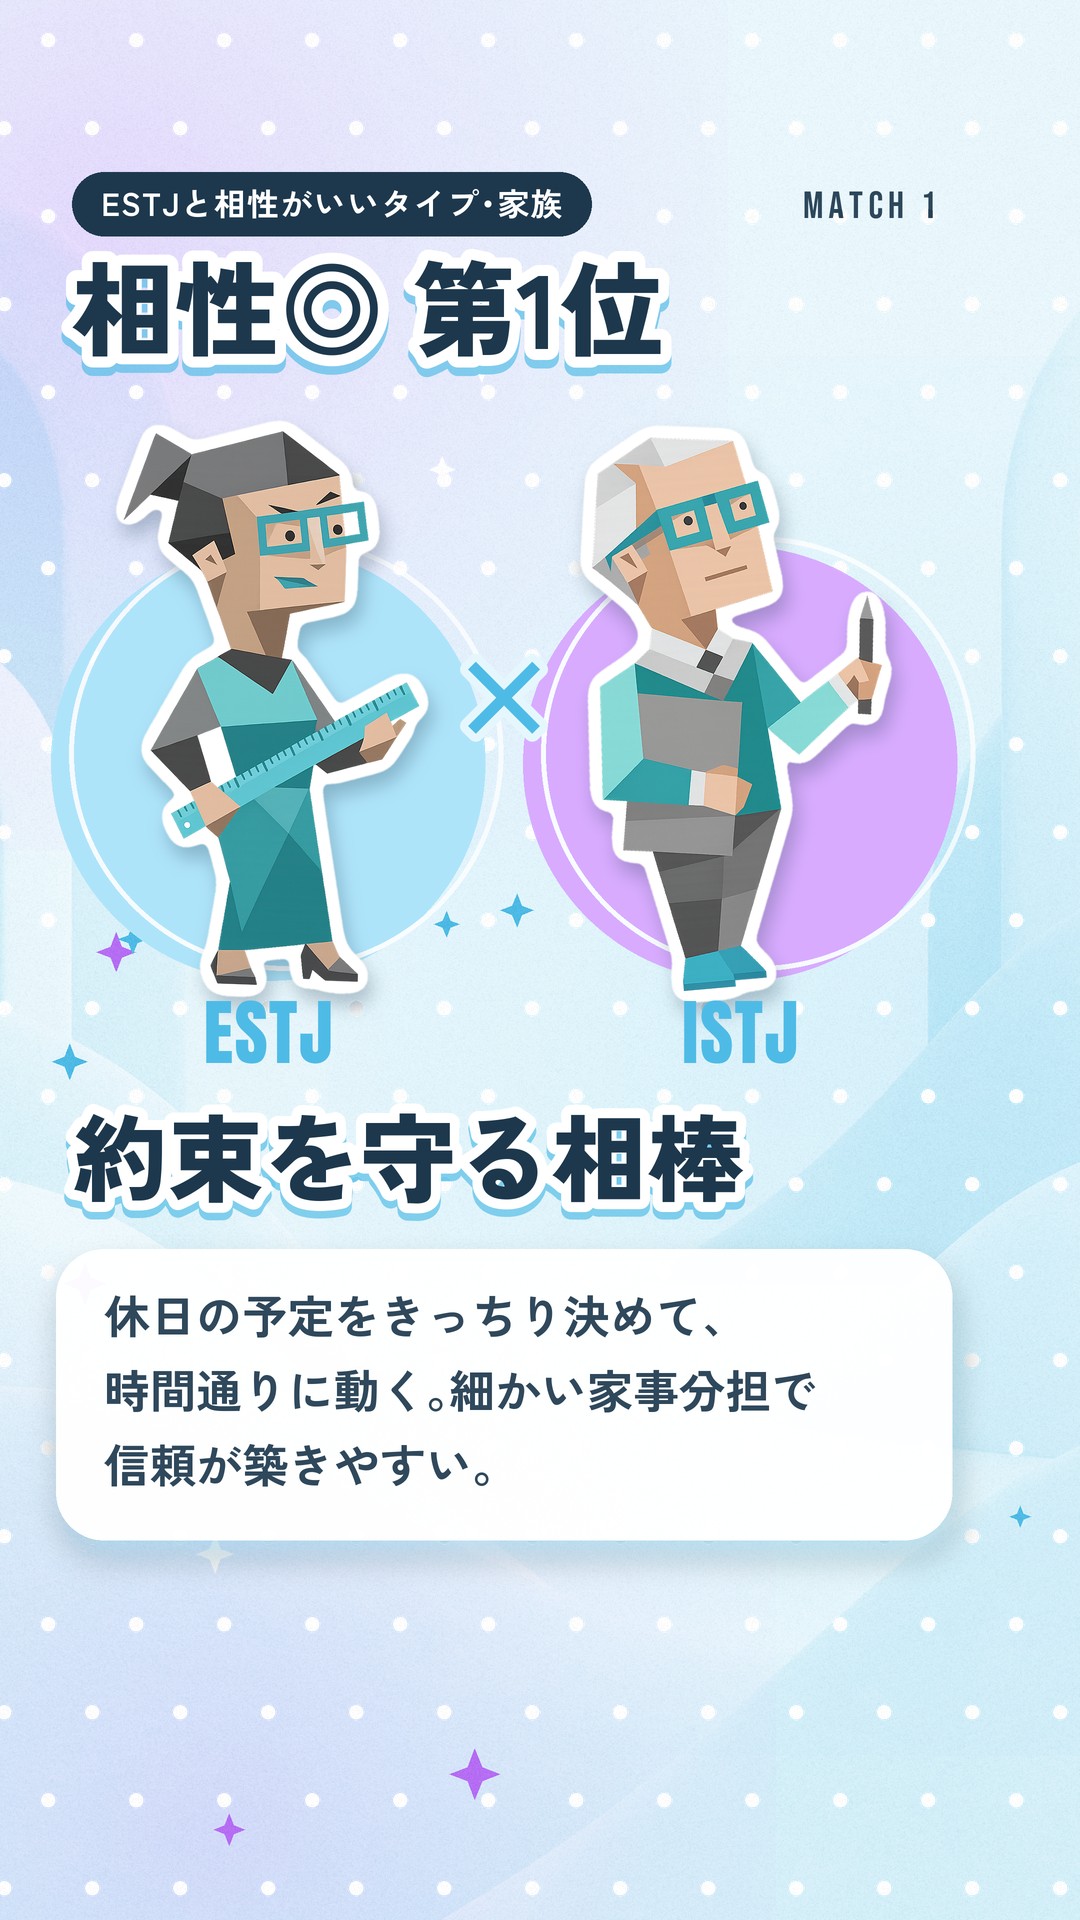 ESTJと相性がいいタイプ・家族
MATCH 1
相性◎ 第1位
×
ESTJ
ISTJ
約束を守る相棒
休日の予定をきっちり決めて、
時間通りに動く。細かい家事分担で
信頼が築きやすい。